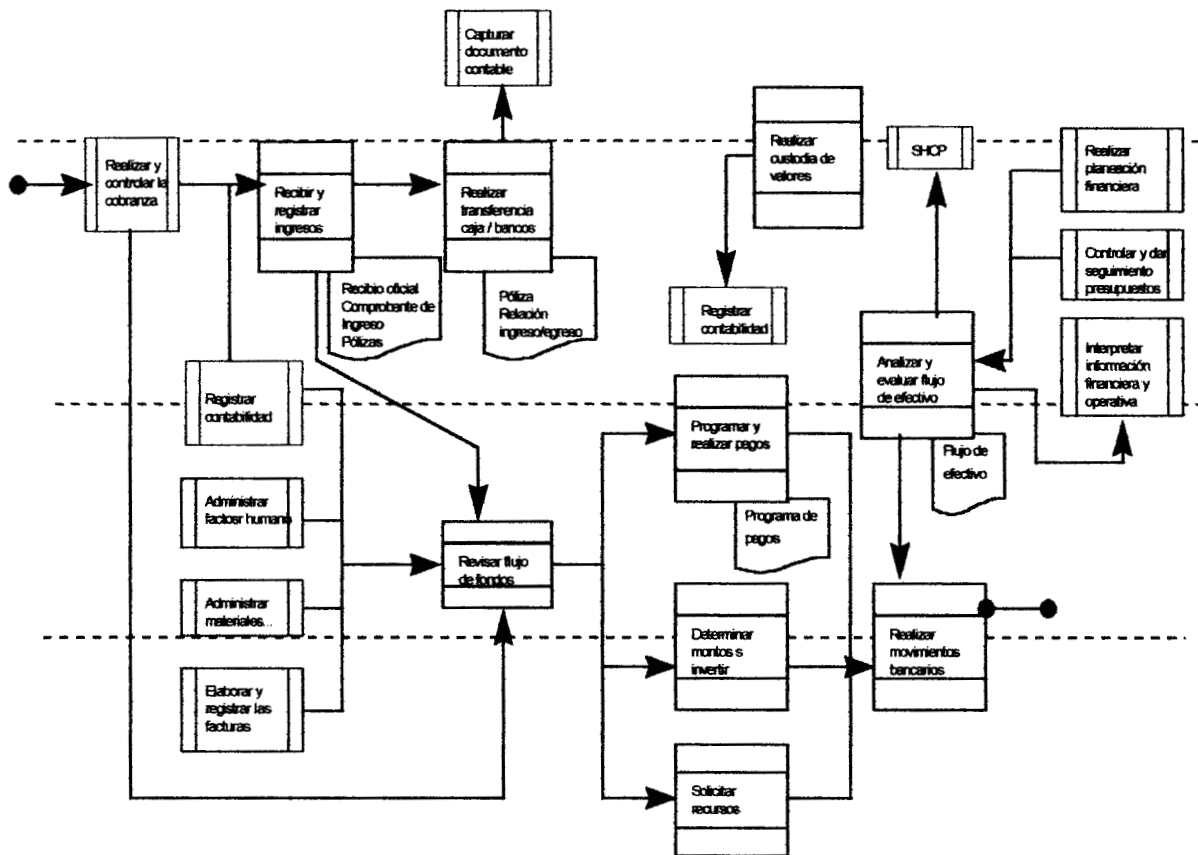 Capturar
documento
contable
Realizar y
controlar la
cobranza
Recibir y
registrar
ingresos
Realizar
transferencia
caja / bancos
Realizar
custodia de
valores
SHCP
Realizar
planeación
financiera
Recibio oficial
Comprobante de
Ingreso
Pólizas
Póliza
Relación
ingreso/egreso
Registrar
contabilidad
Controlar y dar
seguimiento
presupuestos
Analizar y
evaluar flujo
de efectivo
Interpretar
información
financiera y
operativa
Registrar
contabilidad
Programar y
realizar pagos
Flujo de
efectivo
Administrar
factosr humano
Programa de
pagos
Revisar flujo
de fondos
Administrar
materiales...
Determinar
montos s
invertir
Realizar
movimientos
bancarios
Elaborar y
registrar las
facturas
Solicitar
recursos